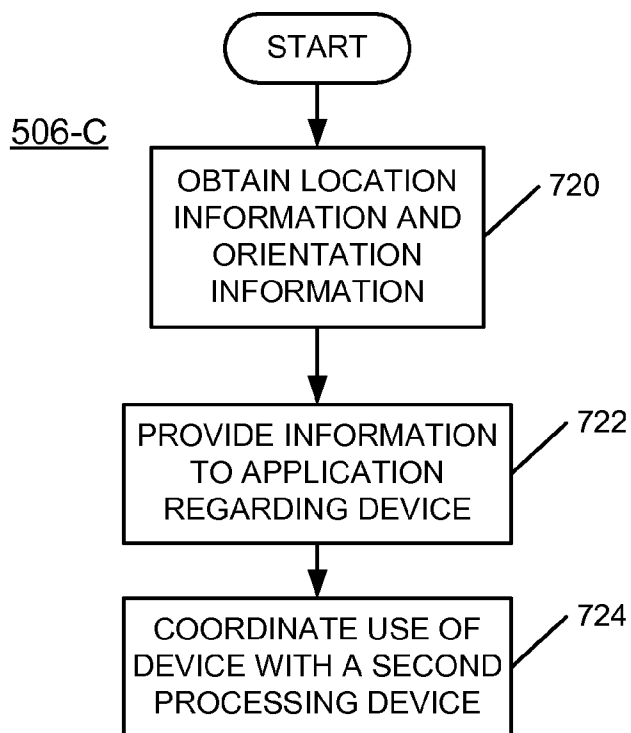 START
506-C
OBTAIN LOCATION
INFORMATION AND
ORIENTATION
INFORMATION
720
PROVIDE INFORMATION
TO APPLICATION
REGARDING DEVICE
722
COORDINATE USE OF
DEVICE WITH A SECOND
PROCESSING DEVICE
724